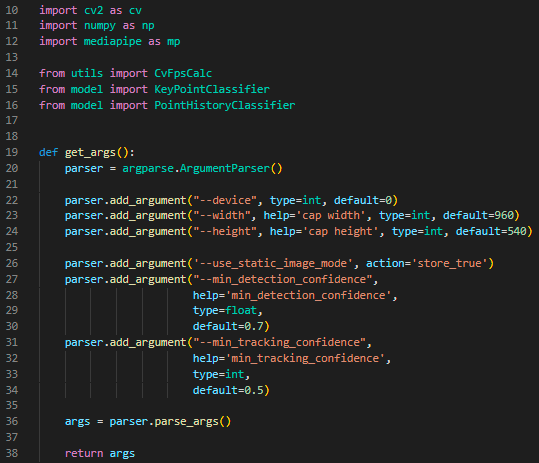 10 import cv2 as cv
11 import numpy as np
12 import mediapipe as mp
13
14 from utils import CvFpsCalc
15 from model import KeyPointClassifier
16 from model import PointHistoryClassifier
17
18
19 def get_args():
20     parser = argparse.ArgumentParser()
21
22     parser.add_argument("--device", type=int, default=0)
23     parser.add_argument("--width", help='cap width', type=int, default=960)
24     parser.add_argument("--height", help='cap height', type=int, default=540)
25
26     parser.add_argument('--use_static_image_mode', action='store_true')
27     parser.add_argument("--min_detection_confidence",
28                         help='min_detection_confidence',
29                         type=float,
30                         default=0.7)
31     parser.add_argument("--min_tracking_confidence",
32                         help='min_tracking_confidence',
33                         type=int,
34                         default=0.5)
35
36     args = parser.parse_args()
37
38     return args